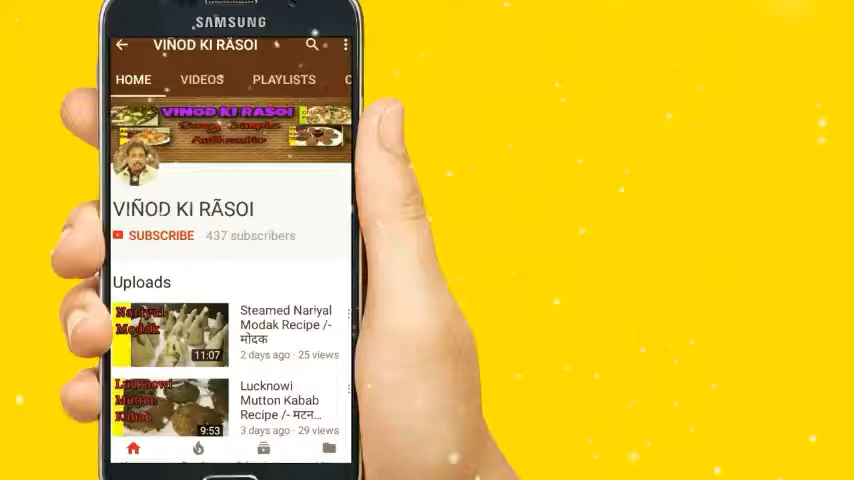 SAMSUNG
VIÑOD KI RÃSOI
HOME VIDEOS PLAYLISTS C
VINOD KI RASOI
VIÑOD KI RÃSOI
SUBSCRIBE 437 subscribers
Uploads
Nariyal
Modak
11:07
Steamed Nariyal
Modak Recipe /-
मोदक
2 days ago · 25 views
Lucknowi
Mutton
Kabab
9:53
Lucknowi
Mutton Kabab
Recipe /- मटन...
3 days ago · 29 views